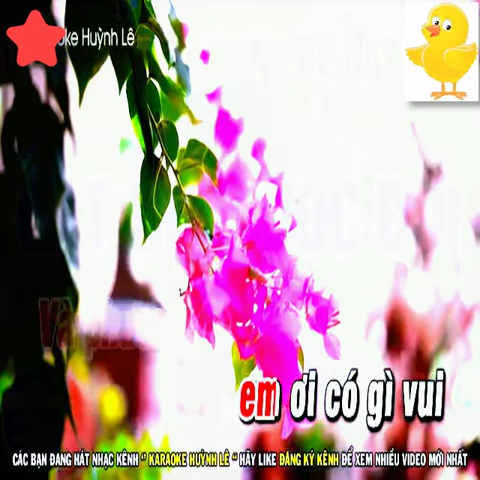 oke Huỳnh Lê
em ơi có gì vui
CÁC BẠN ĐANG HÁT NHẠC KÊNH " KARAOKE HUỲNH LÊ " HÃY LIKE ĐĂNG KÝ KÊNH ĐỂ XEM NHIỀU VIDEO MỚI NHẤT